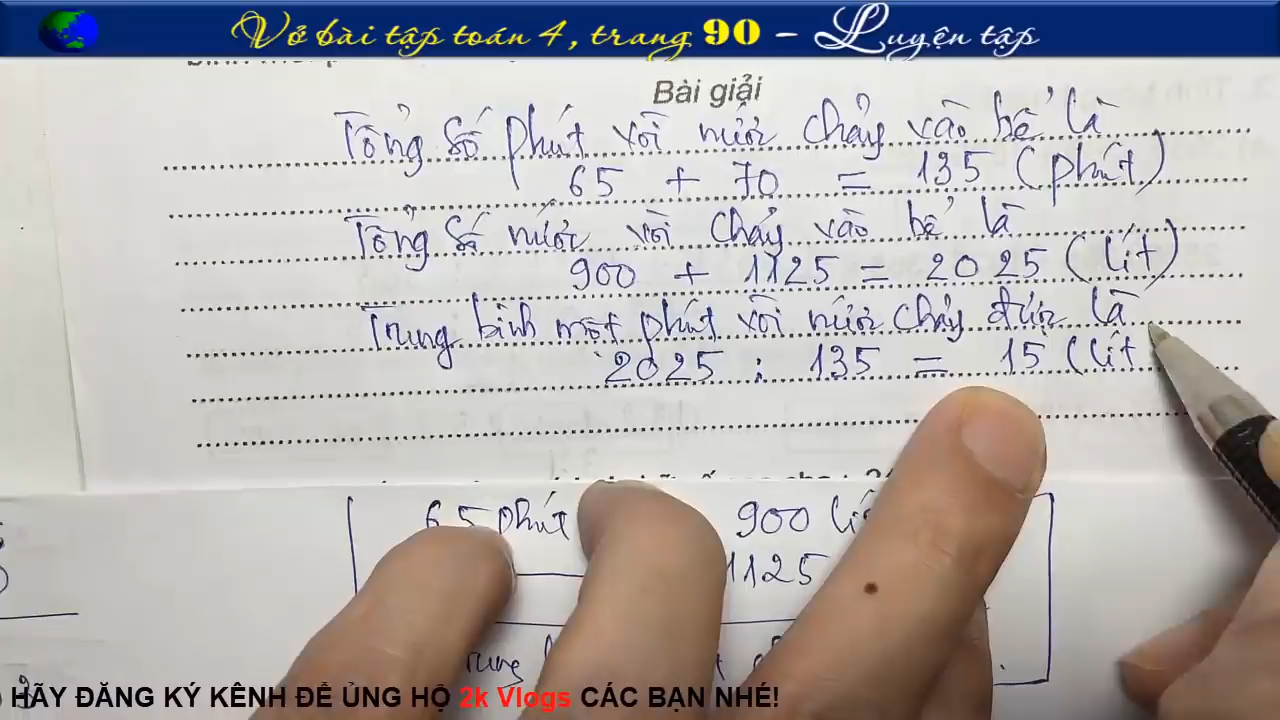 Vở bài tập toán 4, trang 90 – Luyện tập
Bài giải
Tổng số phút vòi nước chảy vào bể là
65 + 70 = 135 (phút)
Tổng số nước vòi chảy vào bể là
900 + 1125 = 2025 (lít)
Trung bình một phút vòi nước chảy được là
2025 : 135 = 15 (lít
65 phút 900 lí
1125
rung
HÃY ĐĂNG KÝ KÊNH ĐỂ ỦNG HỘ 2k Vlogs CÁC BẠN NHÉ!